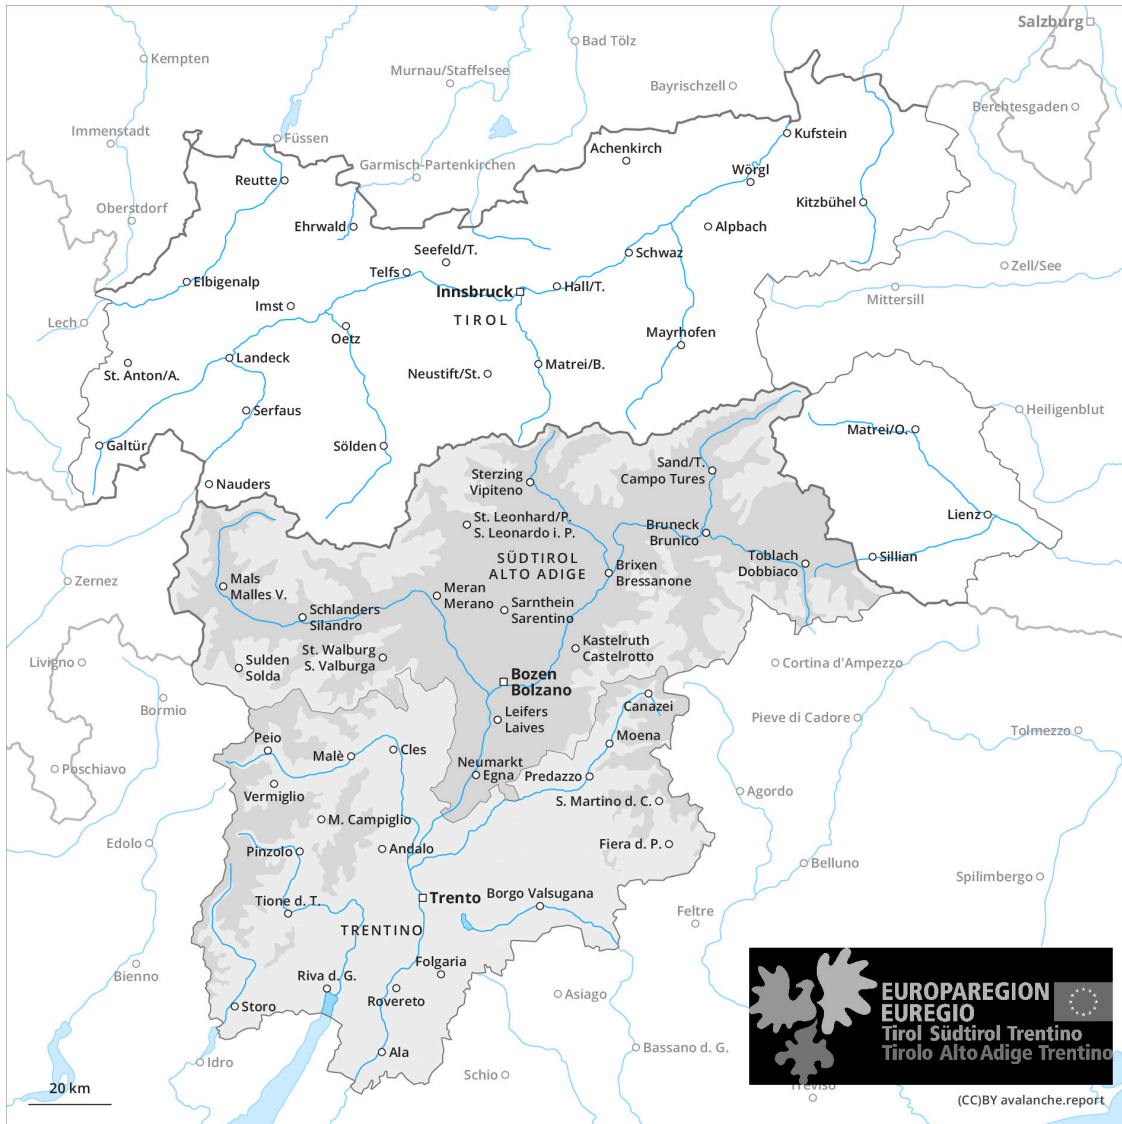 Salzburg
Bad Tölz
Kempten
Murnau/Staffelsee
Bayrischzell
Berchtesgaden
Immenstadt
Füssen
Kufstein
Achenkirch
Garmisch-Partenkirchen
Wörgl
Reutte
Kitzbühel
Oberstdorf
Ehrwald
Alpbach
Seefeld/T.
Schwaz
Zell/See
Telfs
Elbigenalp
Hall/T.
Innsbruck
Mittersill
Imst
Lech
TIROL
Oetz
Mayrhofen
Landeck
Matrei/B.
St. Anton/A.
Neustift/St.
Serfaus
Heiligenblut
Matrei/O.
Galtür
Sölden
Sand/T.
Campo Tures
Sterzing
Vipiteno
Nauders
Lienz
St. Leonhard/P.
S. Leonardo i. P.
Bruneck
Brunico
SÜDTIROL
ALTO ADIGE
Toblach
Dobbiaco
Sillian
Brixen
Bressanone
Zernez
Mals
Malles V.
Meran
Merano
Sarnthein
Sarentino
Schlanders
Silandro
Kastelruth
Castelrotto
St. Walburg
S. Valburga
Livigno
Sulden
Solda
Cortina d'Ampezzo
Bozen
Bolzano
Bormio
Canazei
Leifers
Laives
Pieve di Cadore
Tolmezzo
Peio
Moena
Cles
Malè
Neumarkt
Egna
Poschiavo
Predazzo
Vermiglio
Agordo
S. Martino d. C.
M. Campiglio
Edolo
Fiera d. P.
Pinzolo
Andalo
Belluno
Spilimbergo
Borgo Valsugana
Trento
Tione d. T.
Feltre
TRENTINO
Folgaria
Bienno
Riva d. G.
Asiago
Rovereto
Storo
EUROPAREGION
EUREGIO
Tirol Südtirol Trentino
Tirolo Alto Adige Trentino
Bassano d. G.
Ala
Idro
Schio
Treviso
20 km
(CC)BY avalanche.report